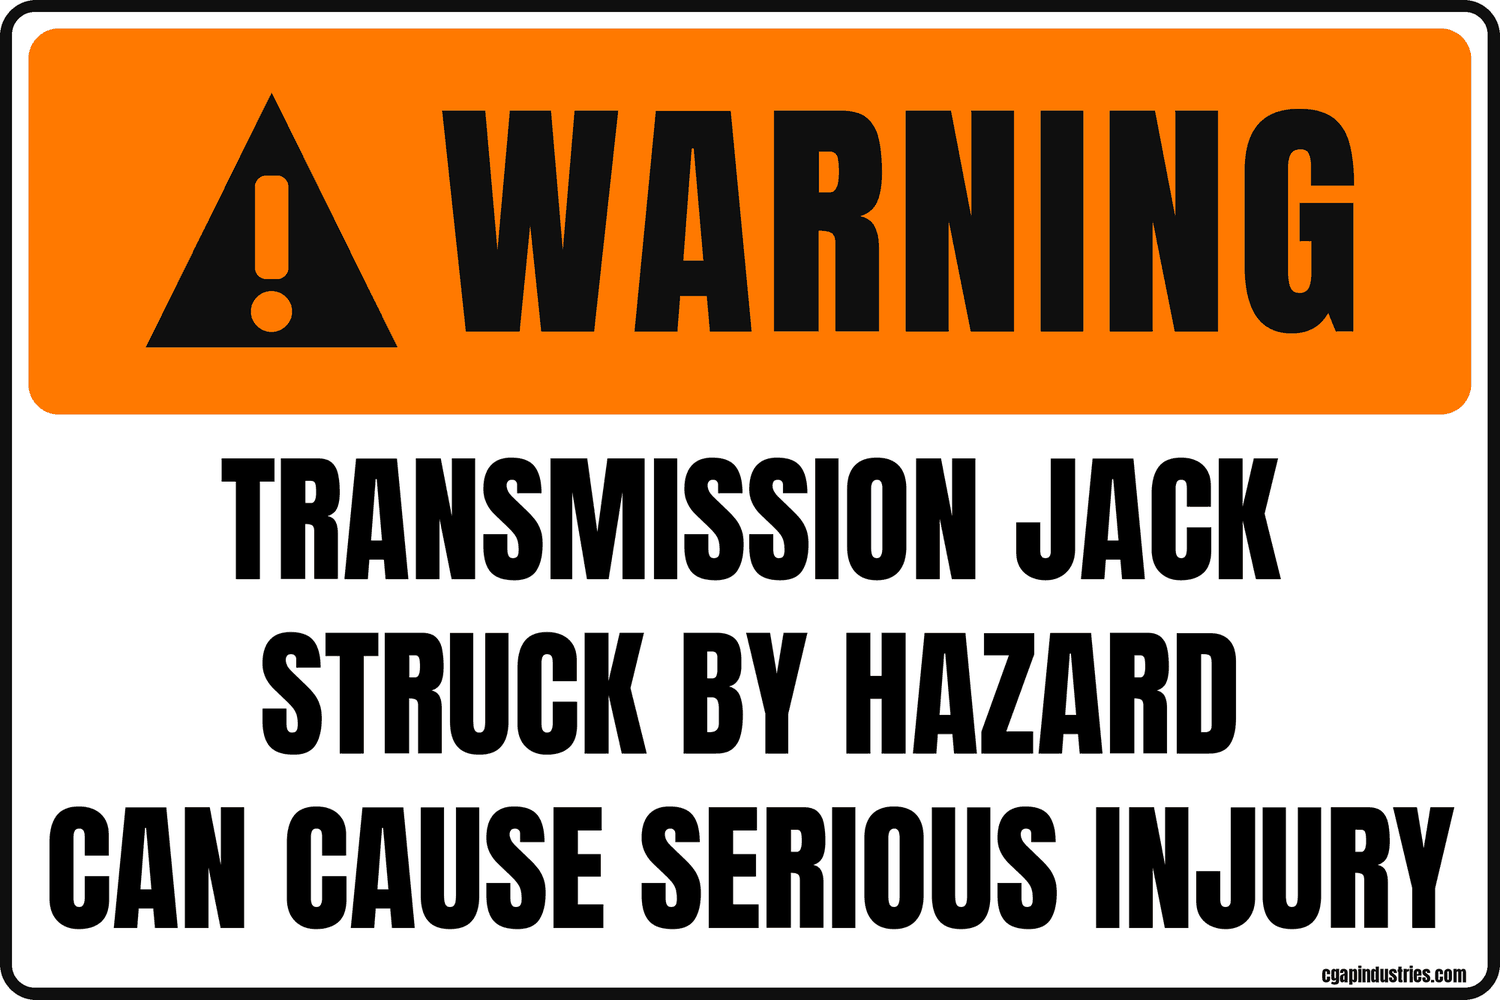 WARNING
TRANSMISSION JACK
STRUCK BY HAZARD
CAN CAUSE SERIOUS INJURY
cgapindustries.com